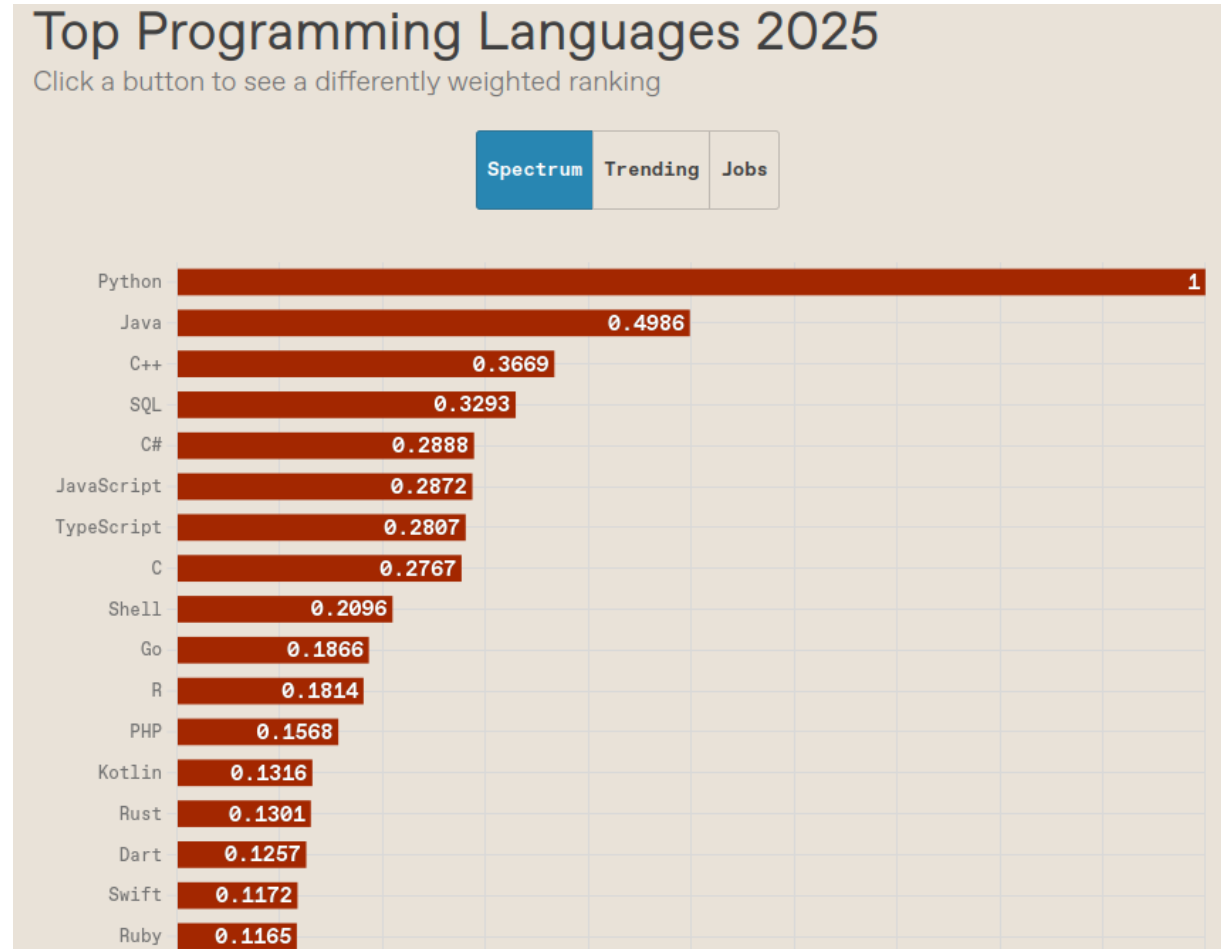 Top Programming Languages 2025
Click a button to see a differently weighted ranking
Spectrum Trending Jobs
Python 1
Java 0.4986
C++ 0.3669
SQL 0.3293
C# 0.2888
JavaScript 0.2872
TypeScript 0.2807
C 0.2767
Shell 0.2096
Go 0.1866
R 0.1814
PHP 0.1568
Kotlin 0.1316
Rust 0.1301
Dart 0.1257
Swift 0.1172
Ruby 0.1165